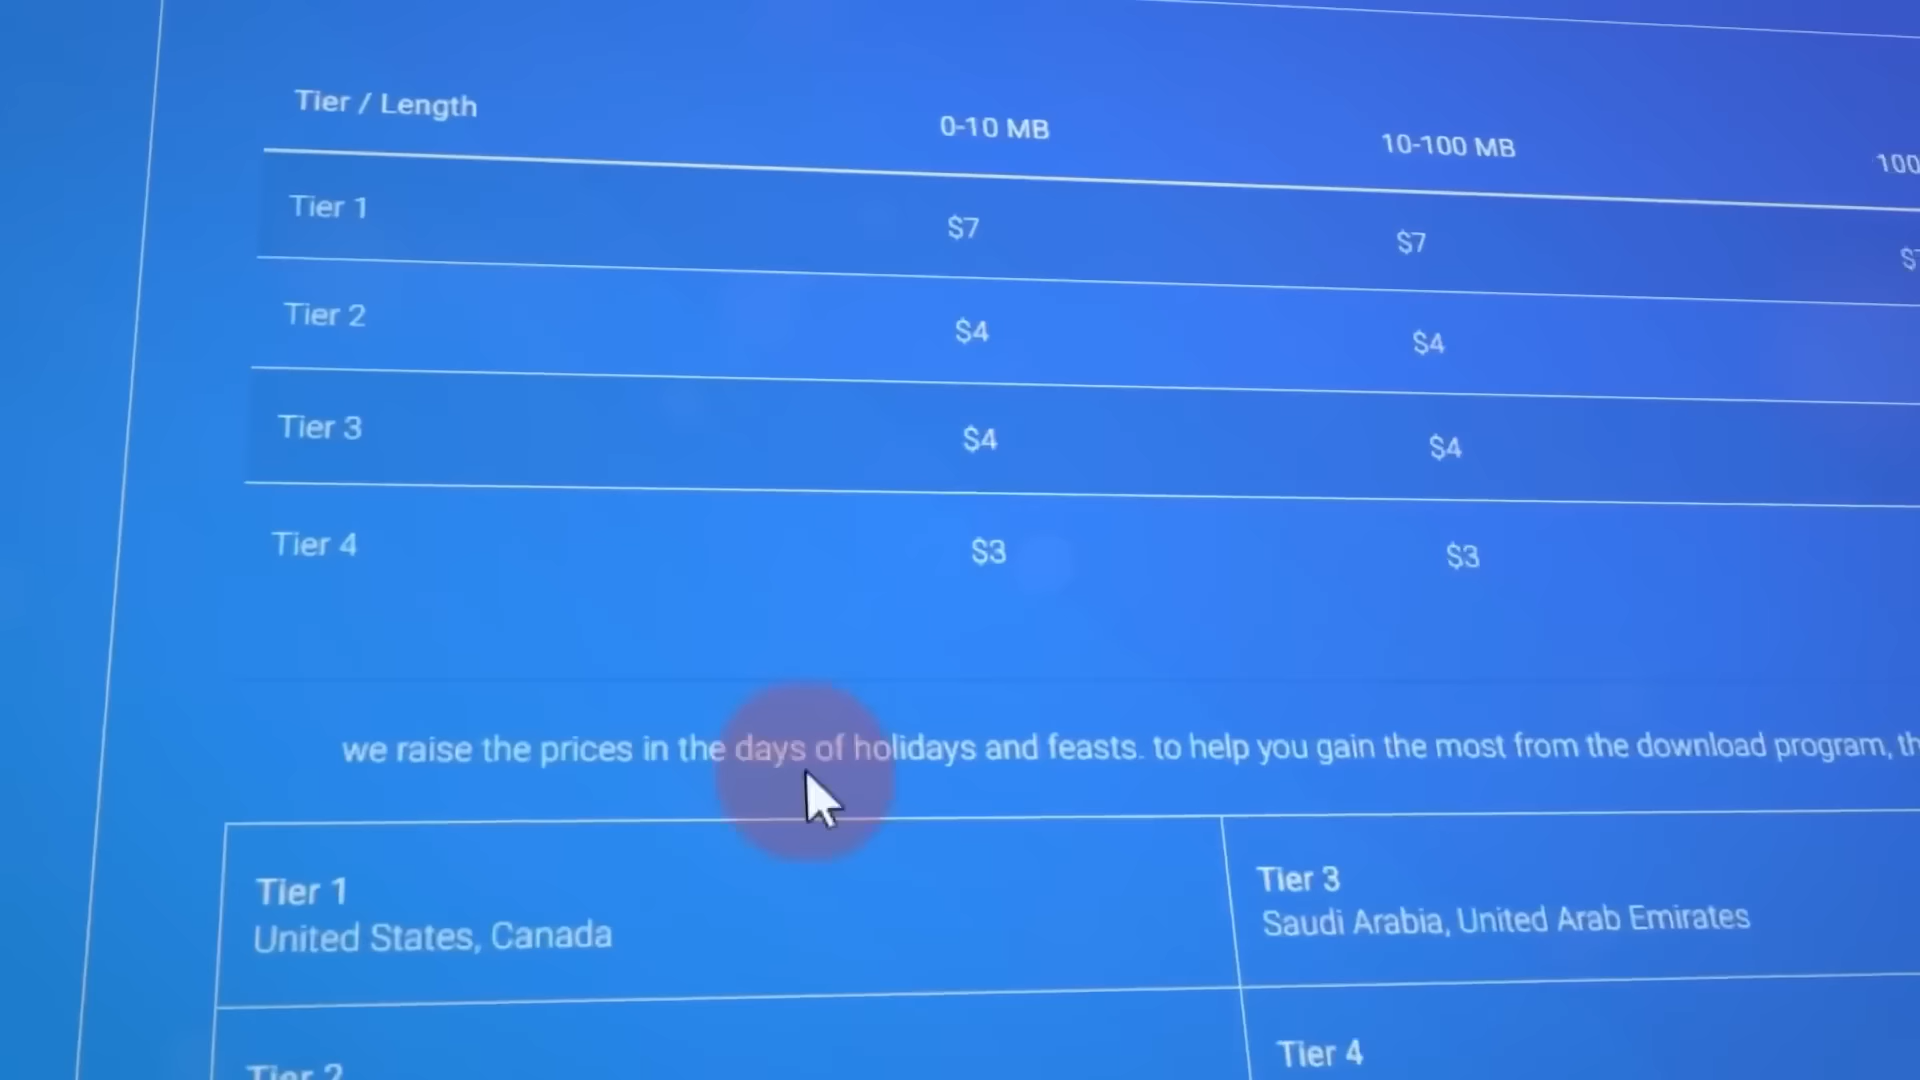 Tier / Length 0-10 MB 10-100 MB 100
Tier 1 $7 $7
Tier 2 $4 $4
Tier 3 $4 $4
Tier 4 $3 $3
we raise the prices in the days of holidays and feasts. to help you gain the most from the download program,
Tier 1
United States, Canada
Tier 3
Saudi Arabia, United Arab Emirates
Tier 2
Tier 4